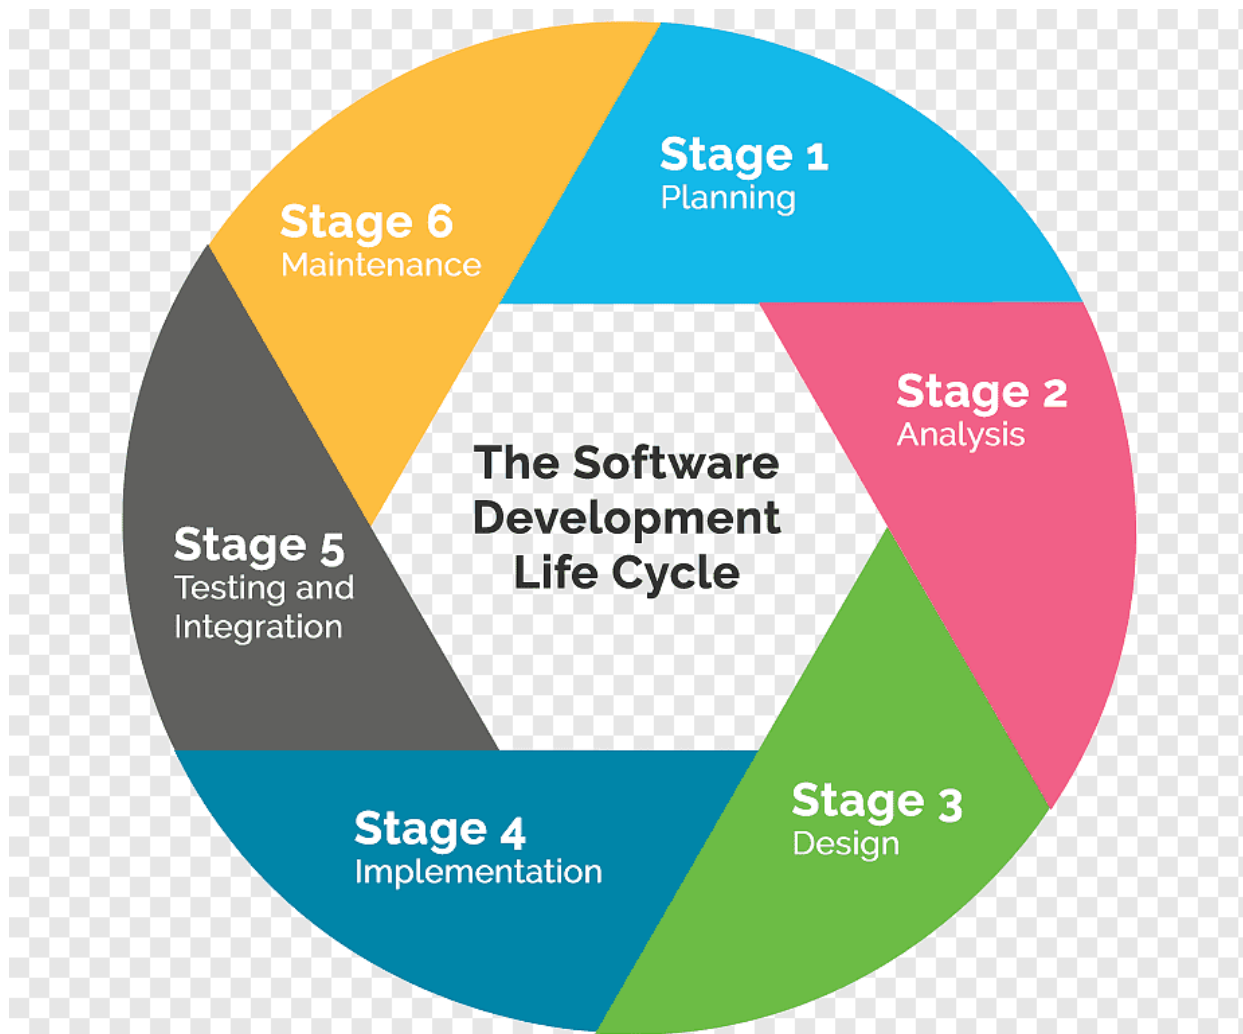 Stage 1
Planning
Stage 2
Analysis
Stage 3
Design
Stage 4
Implementation
Stage 5
Testing and
Integration
Stage 6
Maintenance
The Software
Development
Life Cycle